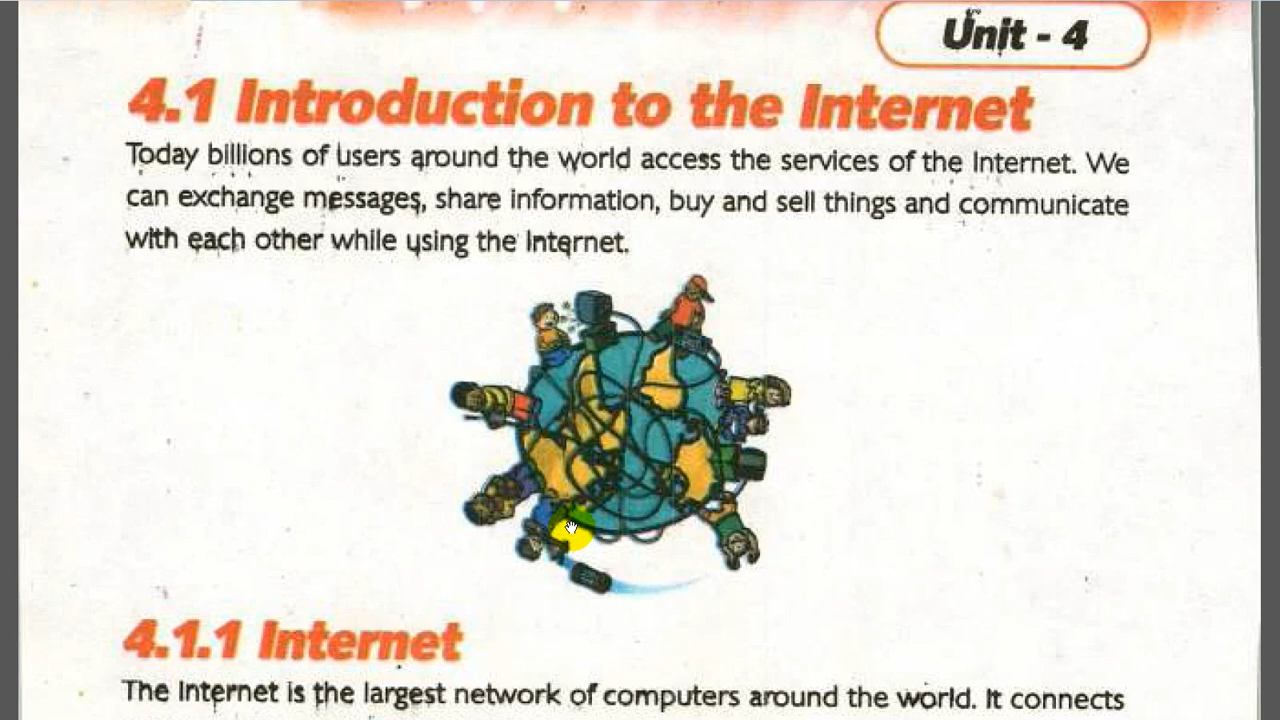 Unit - 4
4.1 Introduction to the Internet
Today billions of users around the world access the services of the Internet. We
can exchange messages, share information, buy and sell things and communicate
with each other while using the Internet.
4.1.1 Internet
The Internet is the largest network of computers around the world. It connects